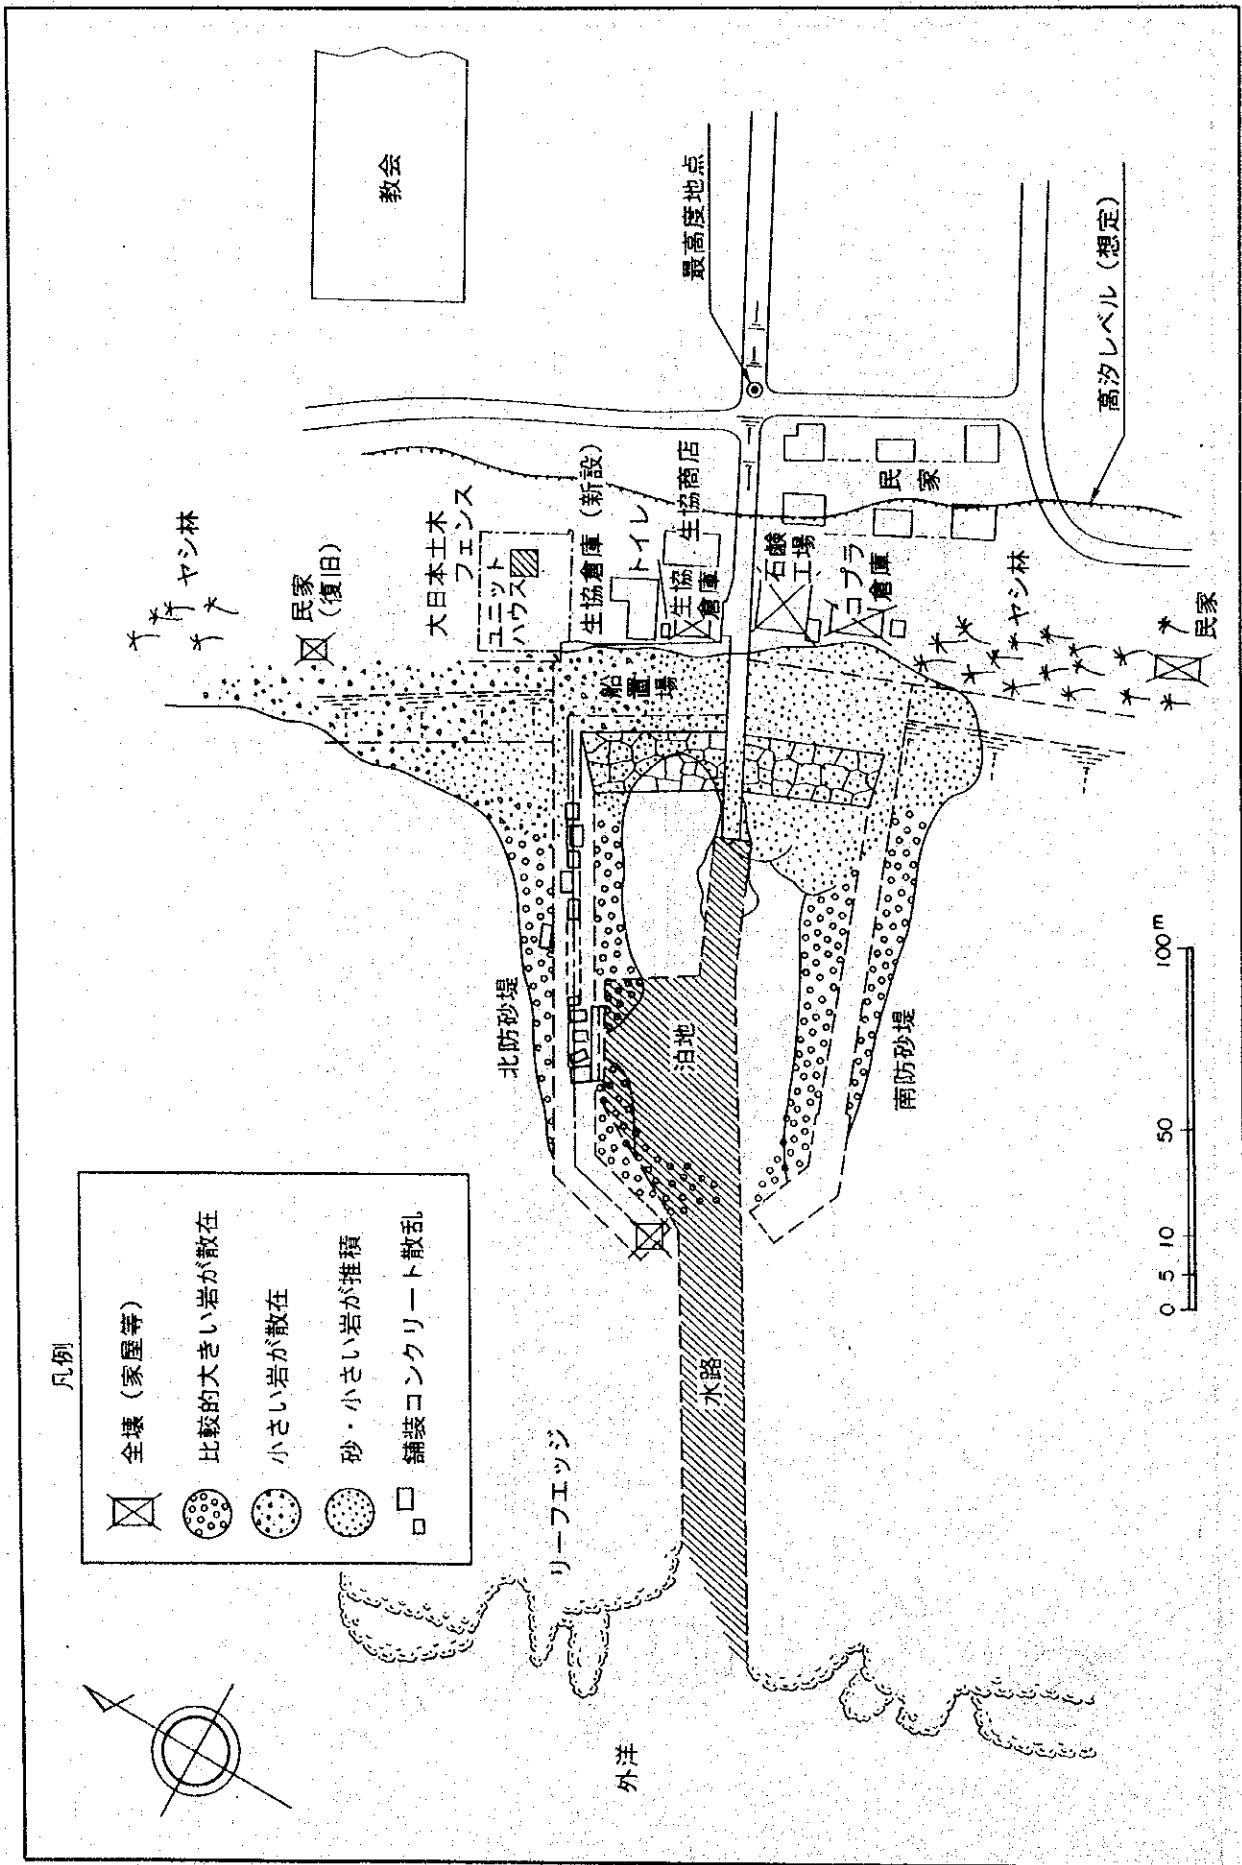 凡例
全壊(家屋等)
比較的大きい岩が散在
小さい岩が散在
砂・小さい岩が推積
舗装コンクリート散乱
教会
最高度地点
高汐レベル(想定)
ヤシ林
民家
(復旧)
大日本土木
フェンス
ユニット
ハウス
生協倉庫(新設)
トイレ
生協商店
生協
倉庫
船置場
石鹸
工場
コプラ
倉庫
民
家
ヤシ林
民家
北防砂堤
泊地
南防砂堤
水路
リーフエッジ
外洋
0 5 10 50 100m